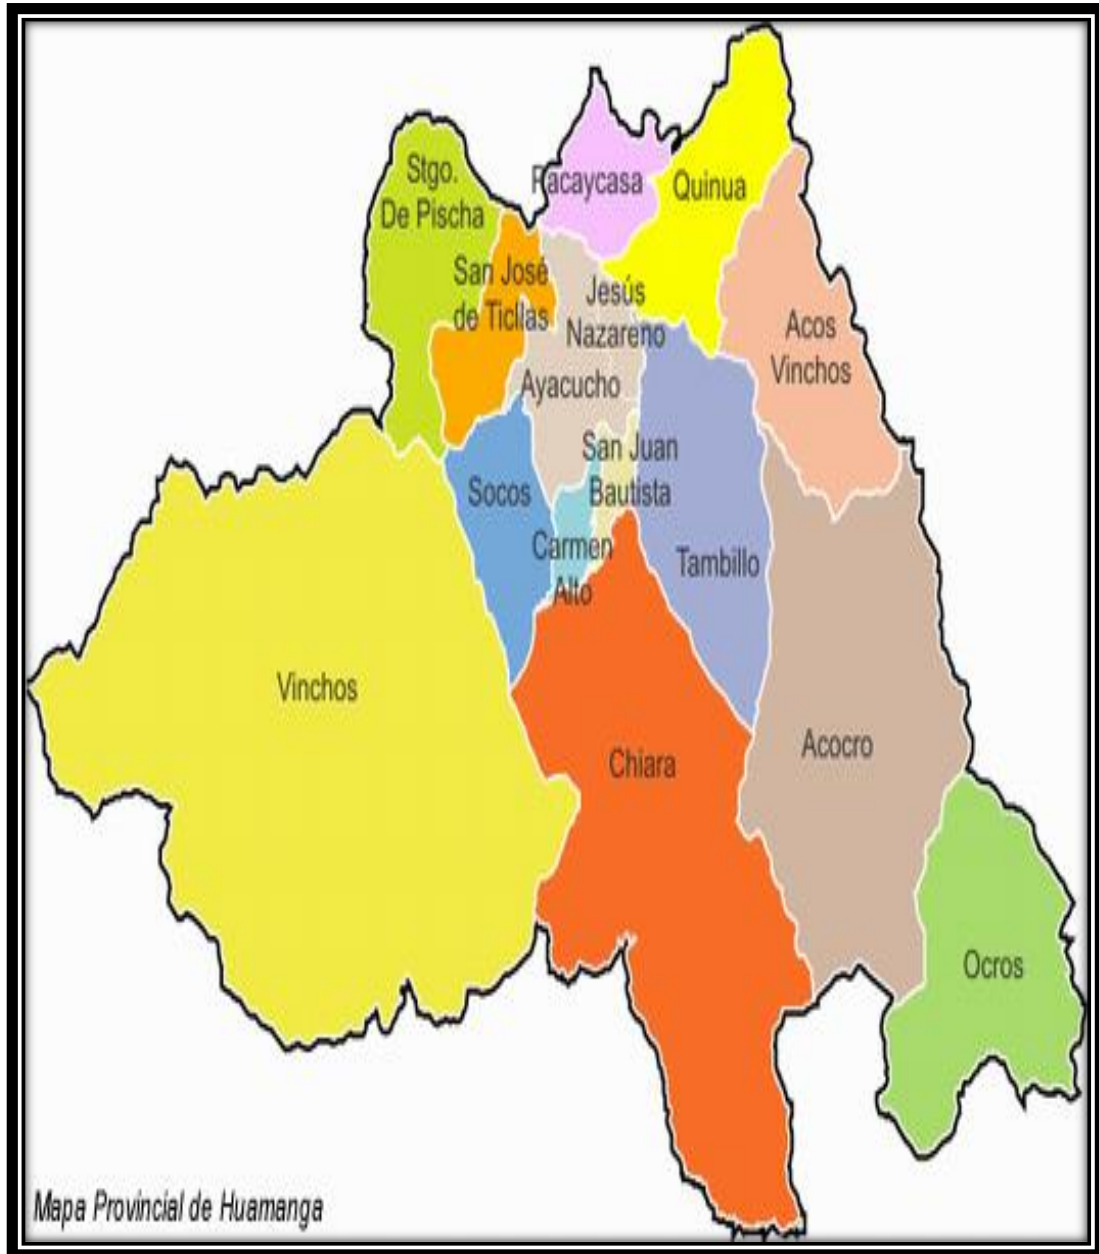 Stgo.
De Pischa
Pacaycasa
Quinua
San José
de Ticllas
Jesús
Nazareno
Acos
Vinchos
Ayacucho
San Juan
Bautista
Socos
Carmen
Alto
Tambillo
Vinchos
Chiara
Acocro
Ocros
Mapa Provincial de Huamanga